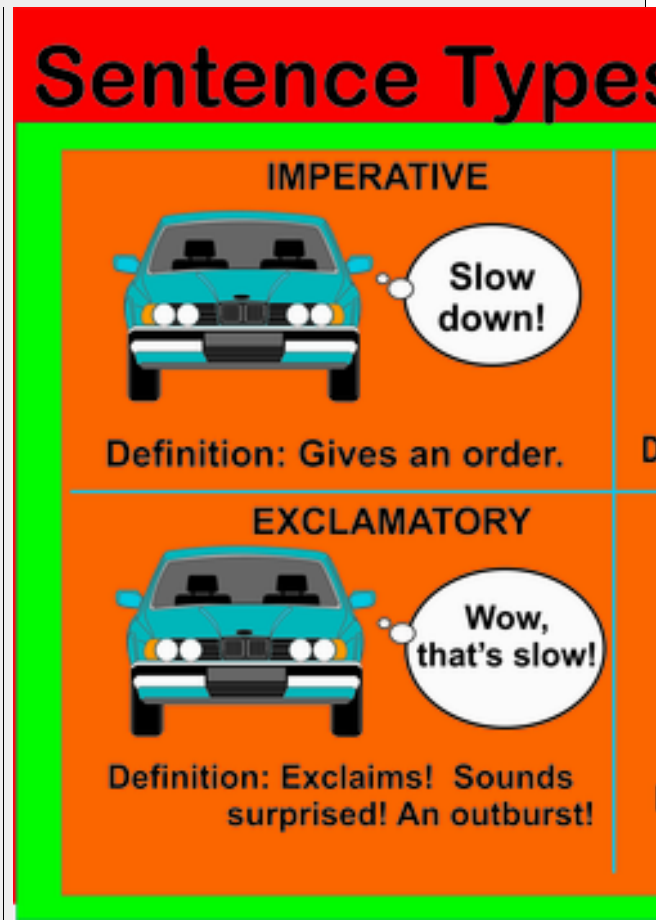 Sentence Types
IMPERATIVE
Slow
down!
Definition: Gives an order.
EXCLAMATORY
Wow,
that's slow!
Definition: Exclaims!  Sounds
surprised! An outburst!